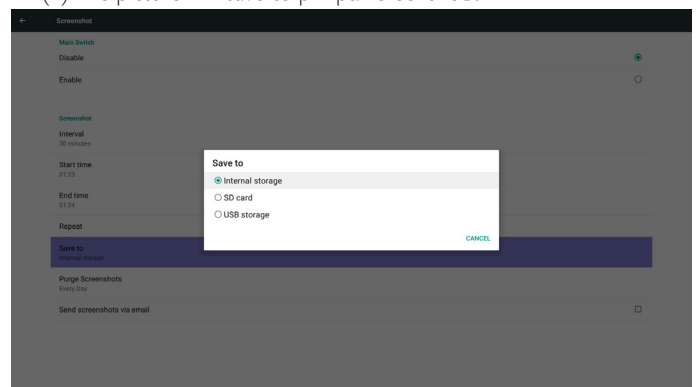 Screenshot
Main Switch
Disable
Enable
Screenshot
Interval
30 minutes
Start time
01:23
End time
01:24
Repeat
Save to
Internal storage
Purge Screenshots
Every Day
Send screenshots via email
Save to
Internal storage
SD card
USB storage
CANCEL